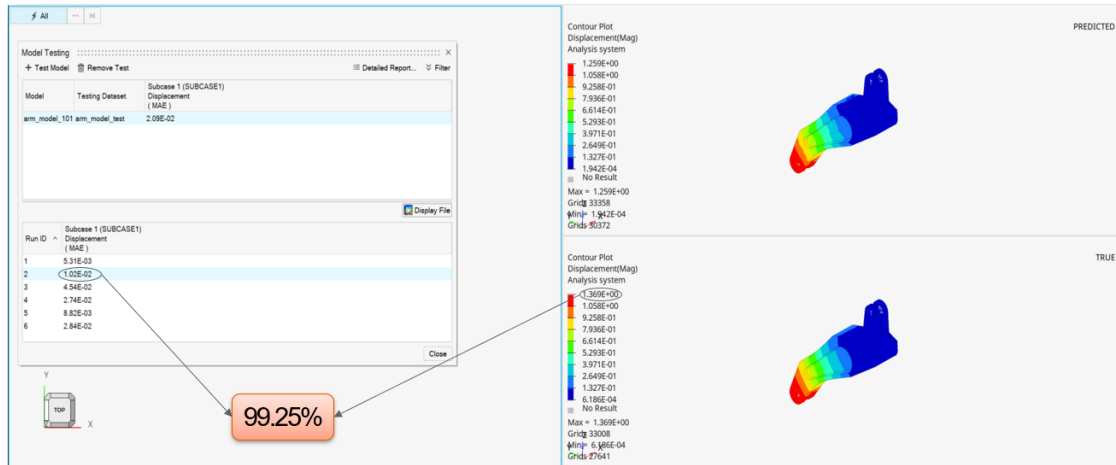 All
Model Testing
+ Test Model Remove Test Detailed Report... Filter
Model Testing Dataset Subcase 1 (SUBCASE1)
Displacement
( MAE )
arm_model_101 arm_model_test 2.09E-02
Display File
Run ID Subcase 1 (SUBCASE1)
Displacement
( MAE )
1 5.31E-03
2 1.02E-02
3 4.54E-02
4 2.74E-02
5 8.82E-03
6 2.84E-02
Close
Y
TOP
X
99.25%
Contour Plot
Displacement(Mag)
Analysis system
PREDICTED
1.259E+00
1.058E+00
9.258E-01
7.936E-01
6.614E-01
5.293E-01
3.971E-01
2.649E-01
1.327E-01
1.942E-04
No Result
Max = 1.259E+00
Grids 33358
Min = 1.942E-04
Grids 30372
Contour Plot
Displacement(Mag)
Analysis system
TRUE
1.369E+00
1.058E+00
9.258E-01
7.936E-01
6.614E-01
5.293E-01
3.971E-01
2.649E-01
1.327E-01
6.186E-04
No Result
Max = 1.369E+00
Grids 33008
Min = 6.186E-04
Grids 27641